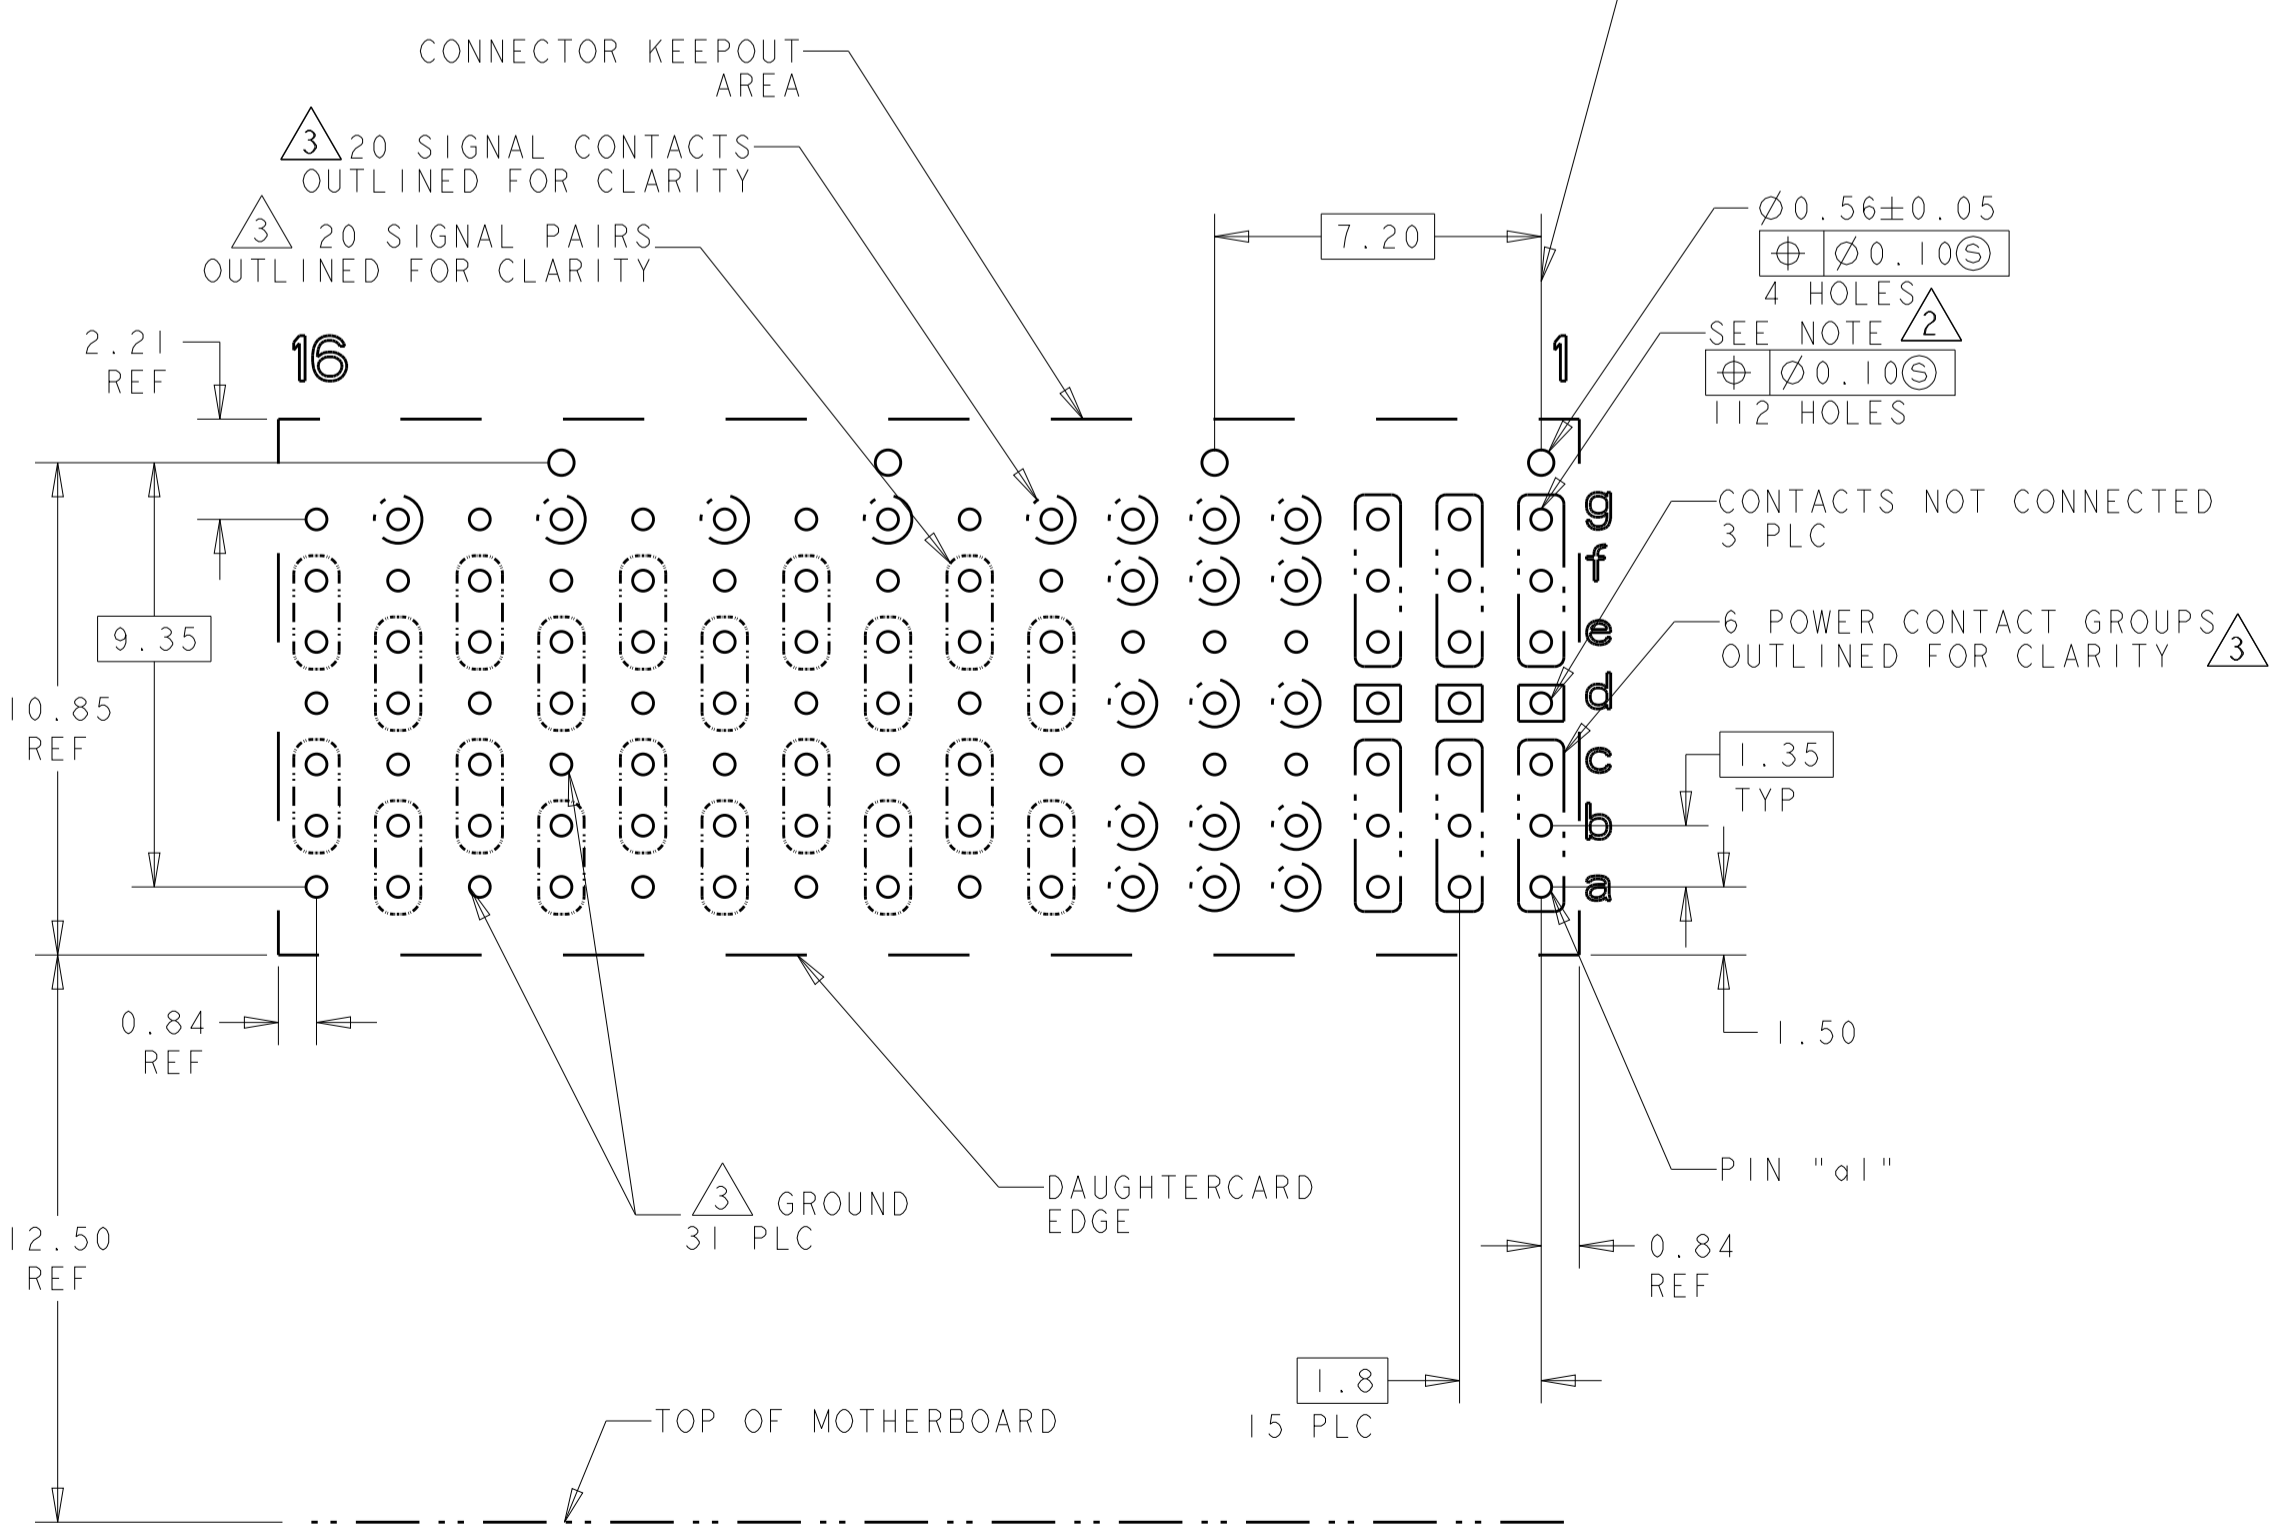 CONNECTOR KEEPOUT
AREA
3 20 SIGNAL CONTACTS
OUTLINED FOR CLARITY
3 20 SIGNAL PAIRS
OUTLINED FOR CLARITY
7.20
Ø0.56±0.05
⌖ Ø0.10Ⓢ
4 HOLES
SEE NOTE 2
⌖ Ø0.10Ⓢ
112 HOLES
2.21
REF
16
1
CONTACTS NOT CONNECTED
3 PLC
6 POWER CONTACT GROUPS
OUTLINED FOR CLARITY 3
g
f
e
d
c
b
a
9.35
10.85
REF
1.35
TYP
1.50
0.84
REF
PIN "a1"
3 GROUND
31 PLC
DAUGHTERCARD
EDGE
12.50
REF
0.84
REF
1.8
15 PLC
TOP OF MOTHERBOARD